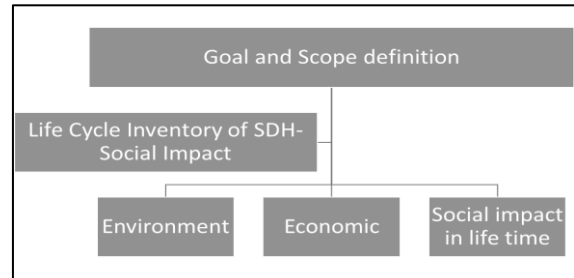 Goal and Scope definition
Life Cycle Inventory of SDH-
Social Impact
Environment
Economic
Social impact
in life time